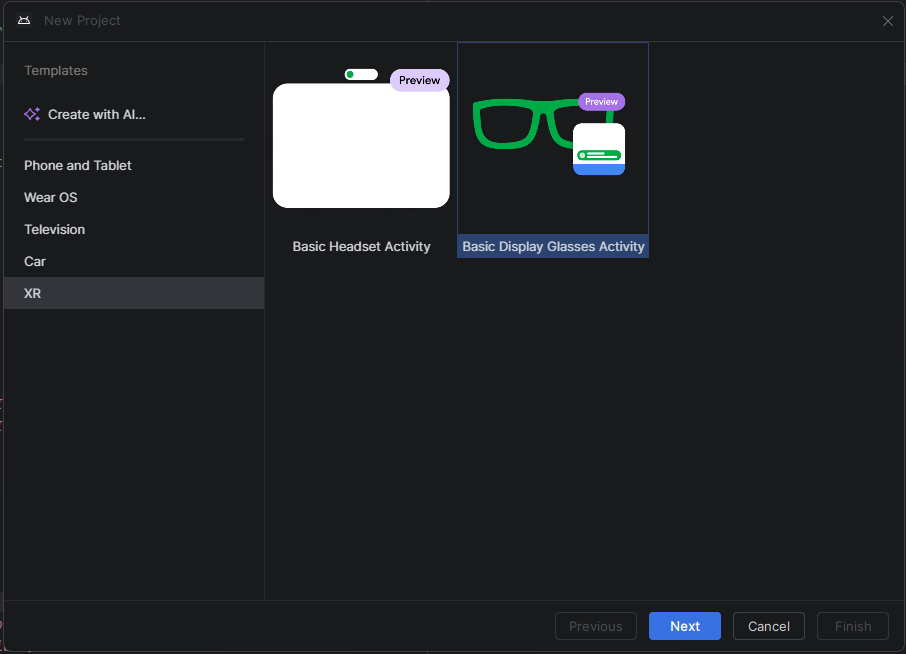 New Project
Templates
Create with AI...
Phone and Tablet
Wear OS
Television
Car
XR
Preview
Basic Headset Activity
Preview
Basic Display Glasses Activity
Previous
Next
Cancel
Finish